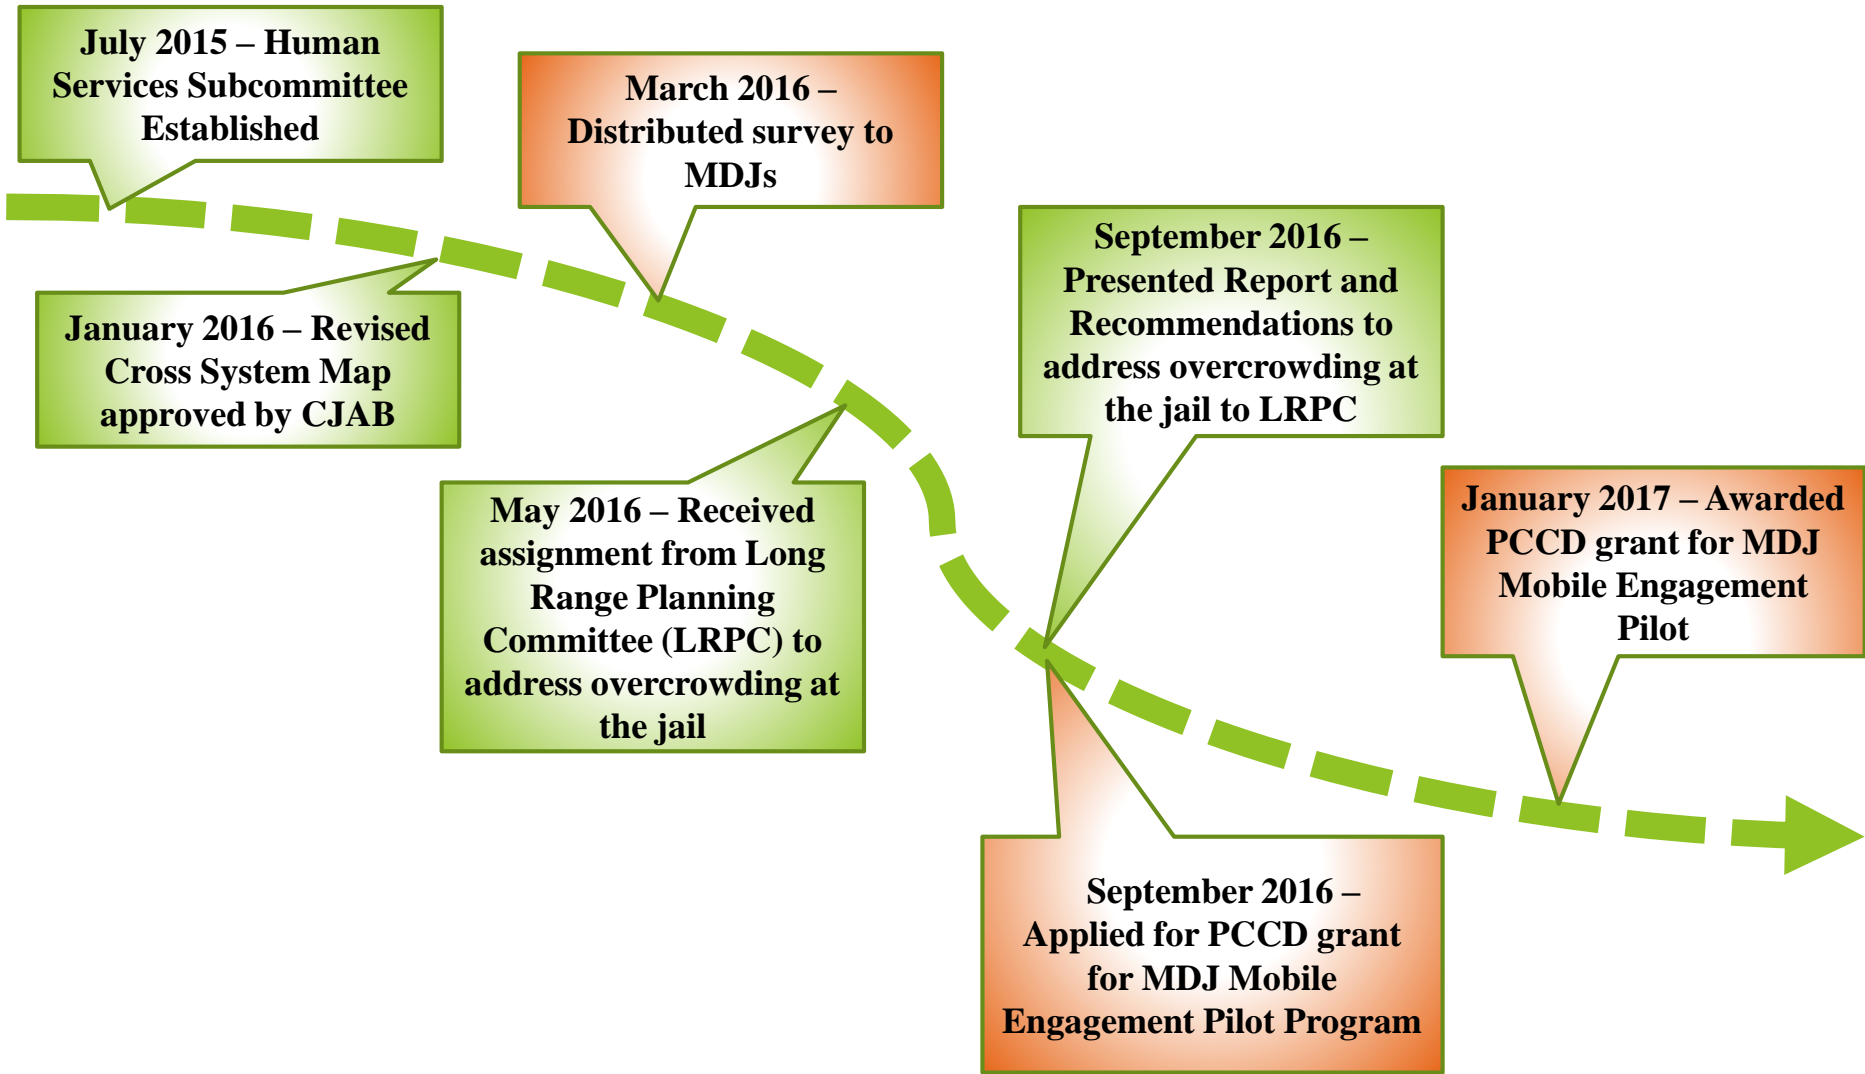 July 2015 – Human
Services Subcommittee
Established
January 2016 – Revised
Cross System Map
approved by CJAB
March 2016 –
Distributed survey to
MDJs
May 2016 – Received
assignment from Long
Range Planning
Committee (LRPC) to
address overcrowding at
the jail
September 2016 –
Presented Report and
Recommendations to
address overcrowding at
the jail to LRPC
September 2016 –
Applied for PCCD grant
for MDJ Mobile
Engagement Pilot Program
January 2017 – Awarded
PCCD grant for MDJ
Mobile Engagement
Pilot